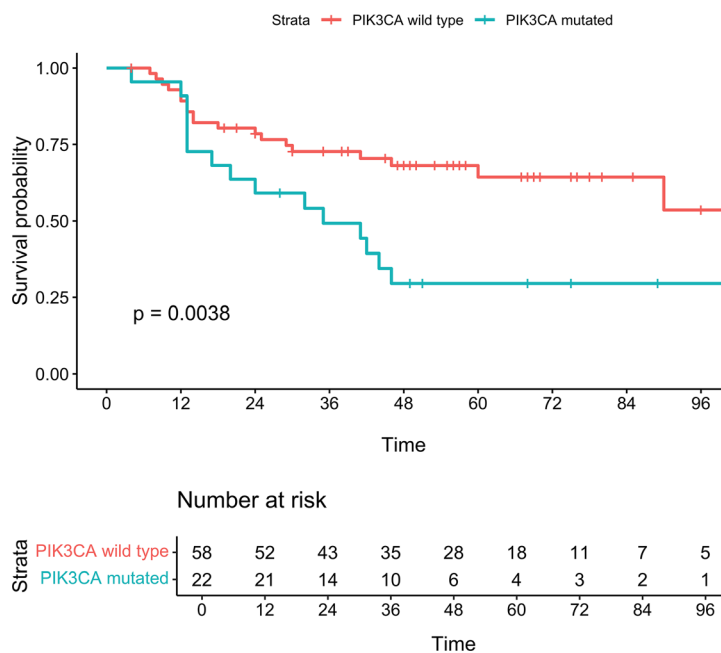 Strata PIK3CA wild type PIK3CA mutated
1.00
0.75
0.50
0.25
0.00
Survival probability
p = 0.0038
0 12 24 36 48 60 72 84 96
Time
Number at risk
Strata
PIK3CA wild type 58 52 43 35 28 18 11 7 5
PIK3CA mutated 22 21 14 10 6 4 3 2 1
0 12 24 36 48 60 72 84 96
Time